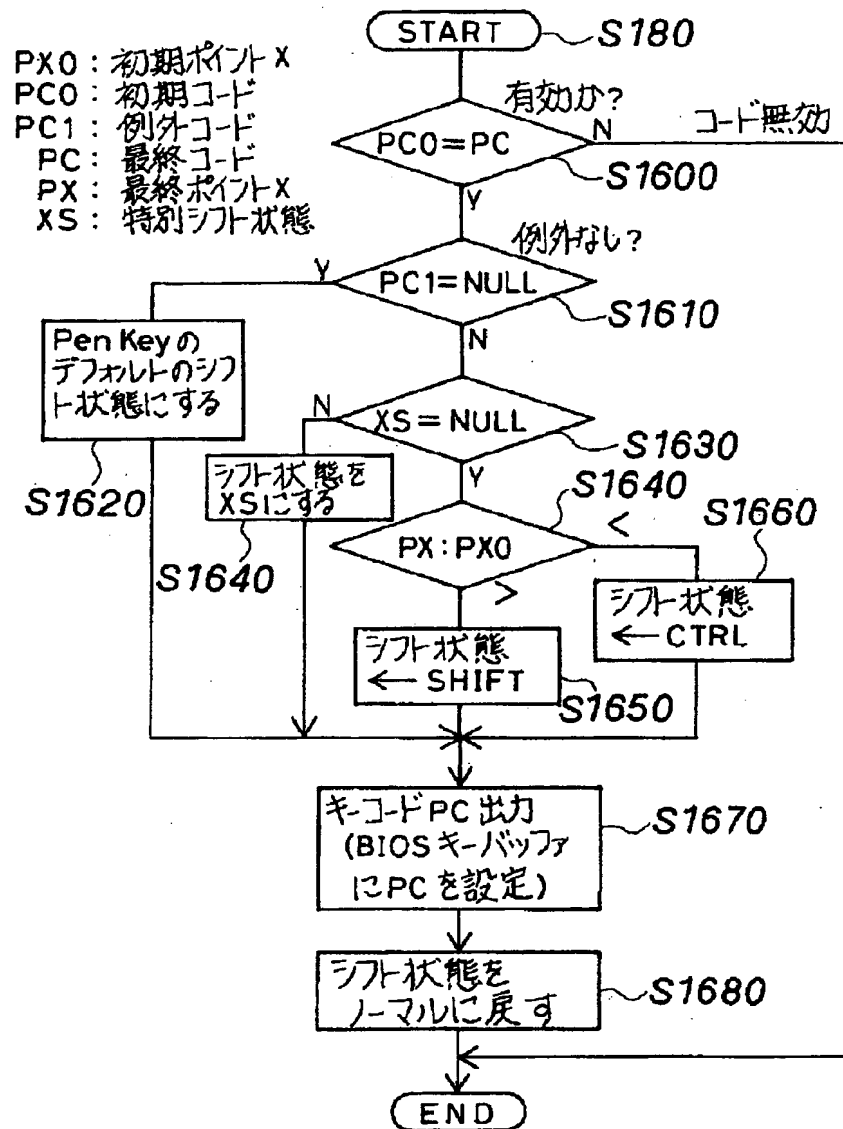 START
S180
PX0: 初期ポイントX
PC0: 初期コード
PC1: 例外コード
PC: 最終コード
PX: 最終ポイントX
XS: 特別シフト状態
有効か?
PC0=PC
N
コード無効
S1600
Y
例外なし?
PC1=NULL
Y
S1610
N
Pen Keyの
デフォルトのシフ
ト状態にする
S1620
XS=NULL
N
S1630
Y
シフト状態を
XSにする
S1640
S1640
PX:PX0
<
S1660
>
シフト状態
←CTRL
シフト状態
←SHIFT
S1650
キーコードPC出力
(BIOSキーバッファ
にPCを設定)
S1670
シフト状態を
ノーマルに戻す
S1680
END